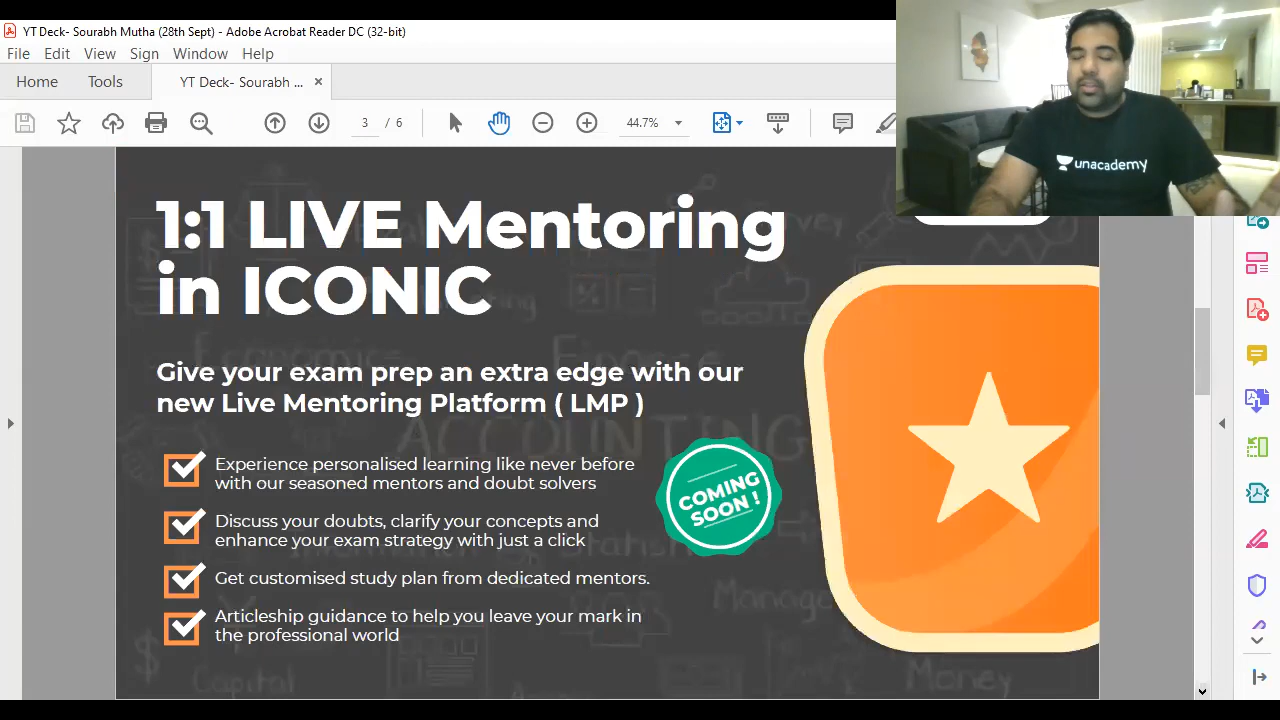 YT Deck- Sourabh Mutha (28th Sept) - Adobe Acrobat Reader DC (32-bit)
File Edit View Sign Window Help
Home Tools YT Deck- Sourabh ... ×
3 / 6 44.7%
unacademy
1:1 LIVE Mentoring
in ICONIC
Give your exam prep an extra edge with our
new Live Mentoring Platform ( LMP )
Experience personalised learning like never before
with our seasoned mentors and doubt solvers
COMING
SOON !
Discuss your doubts, clarify your concepts and
enhance your exam strategy with just a click
Get customised study plan from dedicated mentors.
Articleship guidance to help you leave your mark in
the professional world
ACCOUNTING
Economic
Finance
Capital
Money